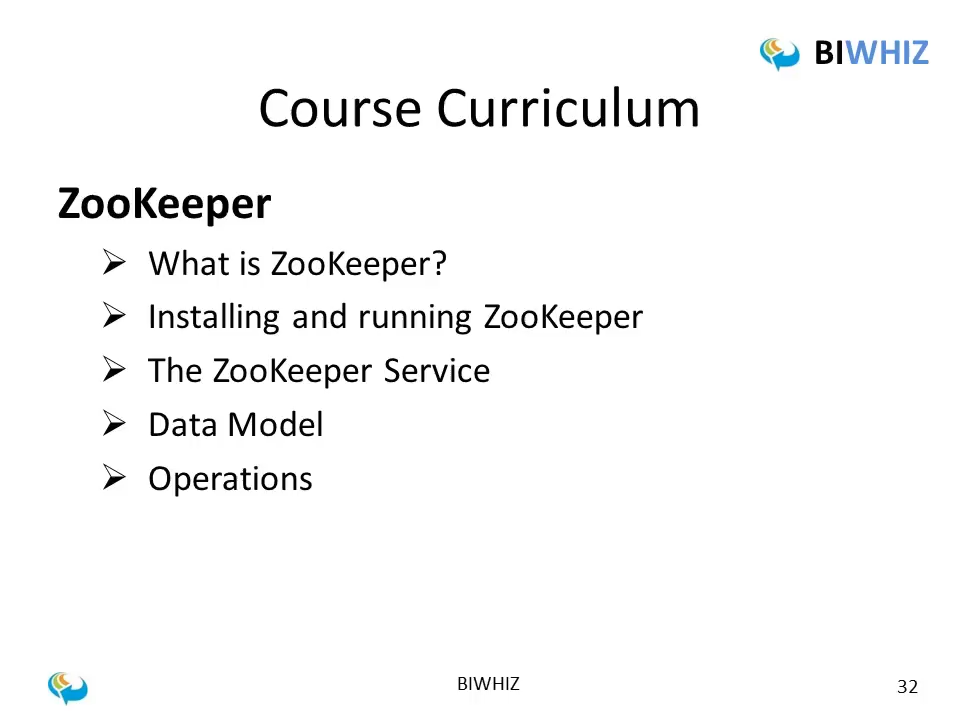 BIWHIZ
Course Curriculum
ZooKeeper
What is ZooKeeper?
Installing and running ZooKeeper
The ZooKeeper Service
Data Model
Operations
BIWHIZ
32